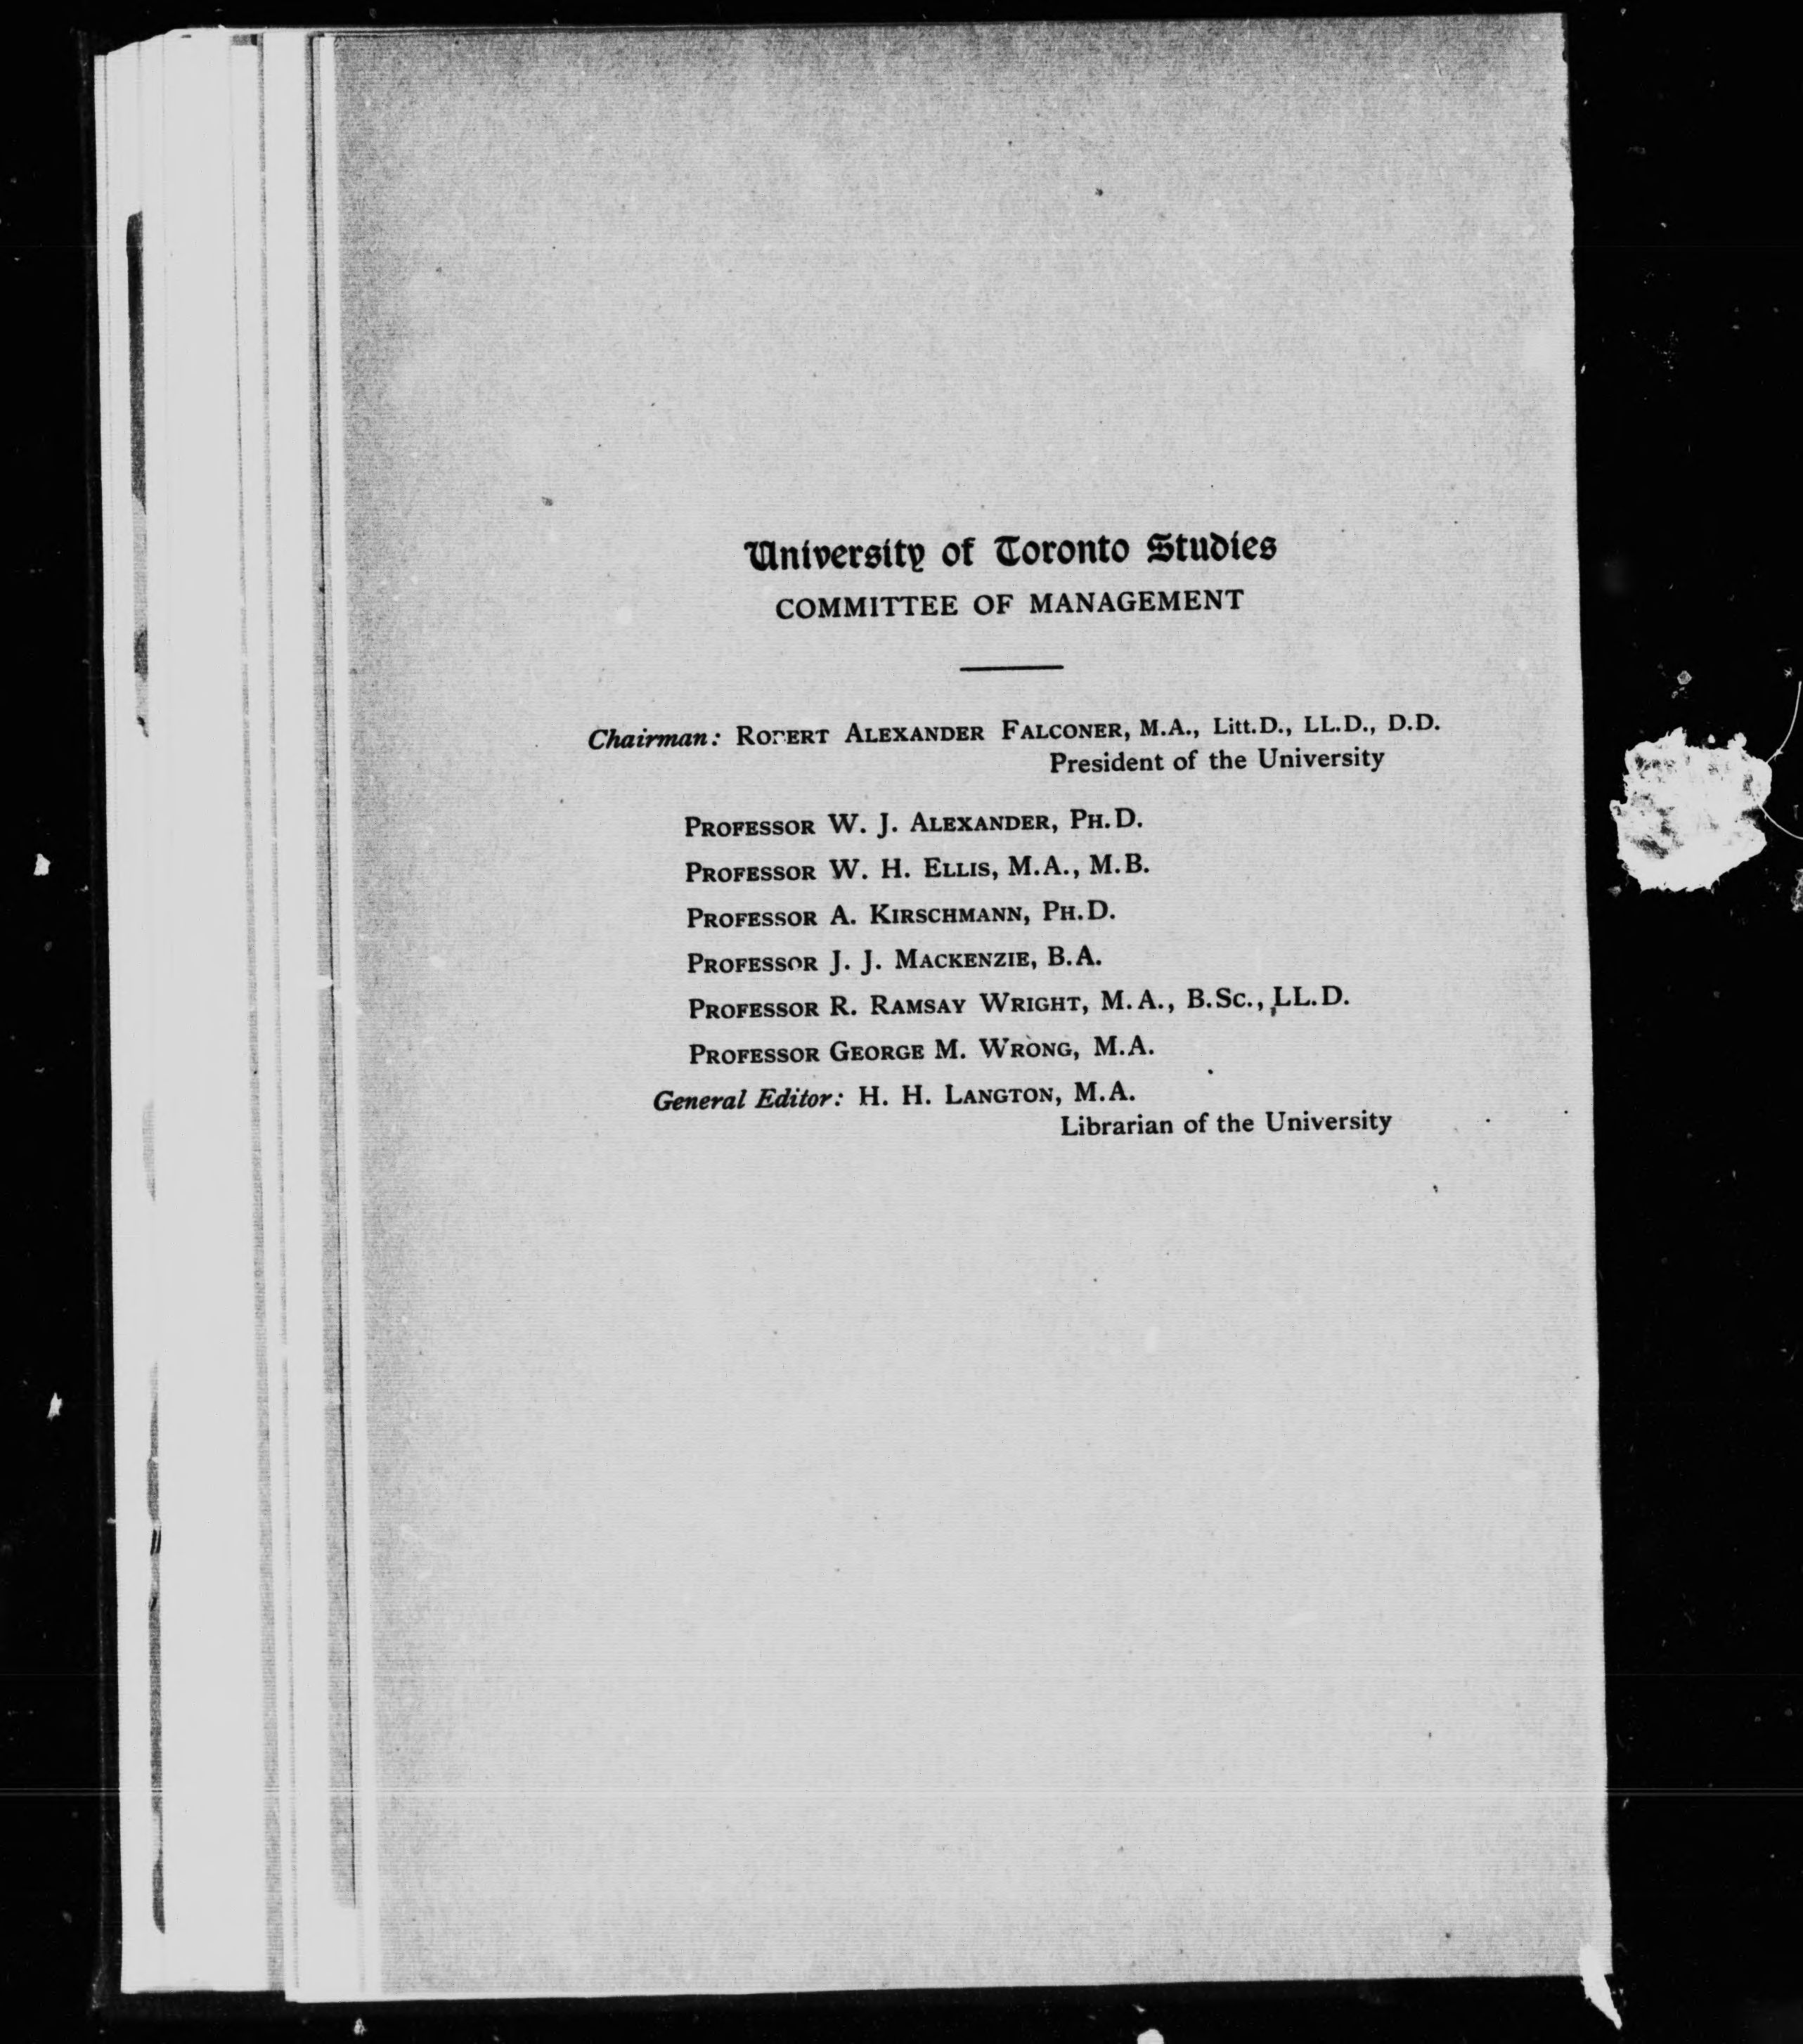 University of Toronto Studies
COMMITTEE OF MANAGEMENT
Chairman: ROBERT ALEXANDER FALCONER, M.A., Litt.D., LL.D., D.D.
President of the University
PROFESSOR W. J. ALEXANDER, PH.D.
PROFESSOR W. H. ELLIS, M.A., M.B.
PROFESSOR A. KIRSCHMANN, PH.D.
PROFESSOR J. J. MACKENZIE, B.A.
PROFESSOR R. RAMSAY WRIGHT, M.A., B.SC., LL.D.
PROFESSOR GEORGE M. WRONG, M.A.
General Editor: H. H. LANGTON, M.A.
Librarian of the University